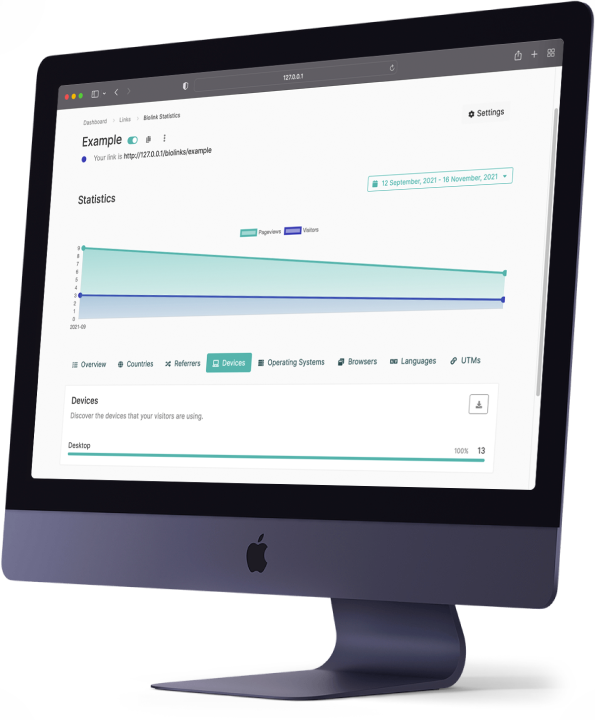 127.0.0.1
Dashboard > Links > Biolink Statistics
Example
Settings
Your link is http://127.0.0.1/biolinks/example
12 September, 2021 - 16 November, 2021
Statistics
Pageviews Visitors
9
8
7
6
5
4
3
2
1
0
2021-09
Overview Countries Referrers Devices Operating Systems Browsers Languages UTMs
Devices
Discover the devices that your visitors are using.
Desktop 100% 13